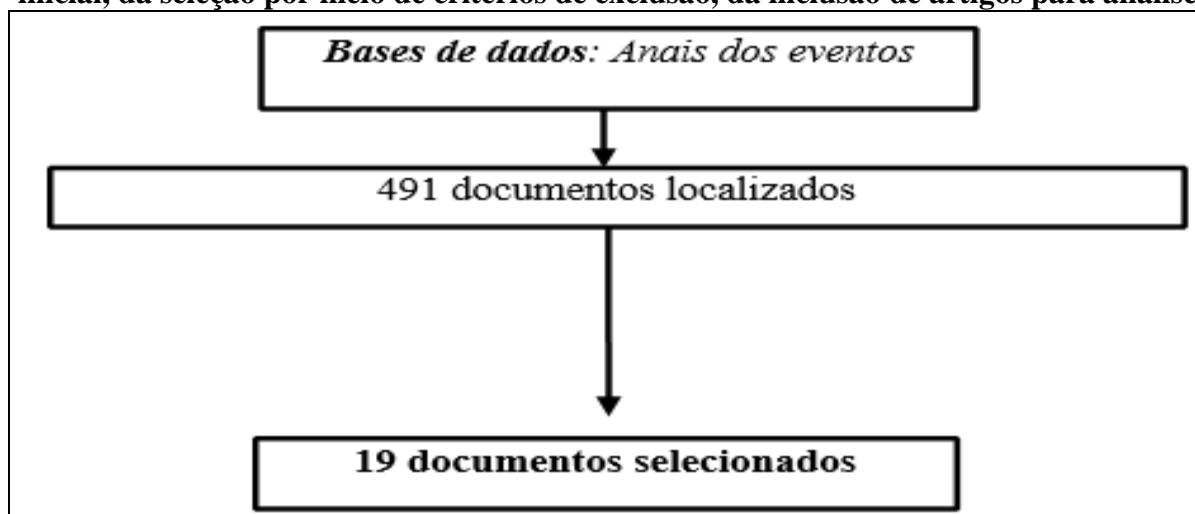 inicial, da seleção por meio de critérios de exclusão, da inclusão de artigos para análise
Bases de dados: Anais dos eventos
491 documentos localizados
19 documentos selecionados